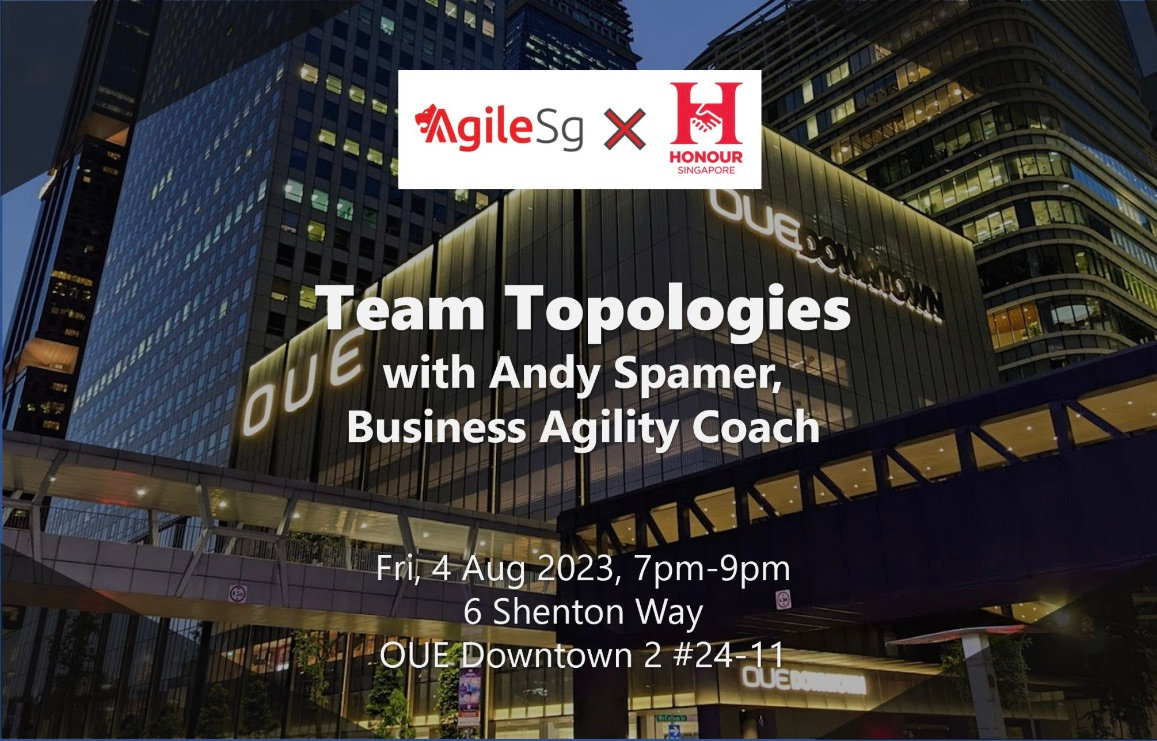 AgileSg X HONOUR
SINGAPORE
OUE DOWNTOWN
Team Topologies
OUE
with Andy Spamer,
Business Agility Coach
Fri, 4 Aug 2023, 7pm-9pm
6 Shenton Way
OUE Downtown 2 #24-11
OUE DOWNTOWN